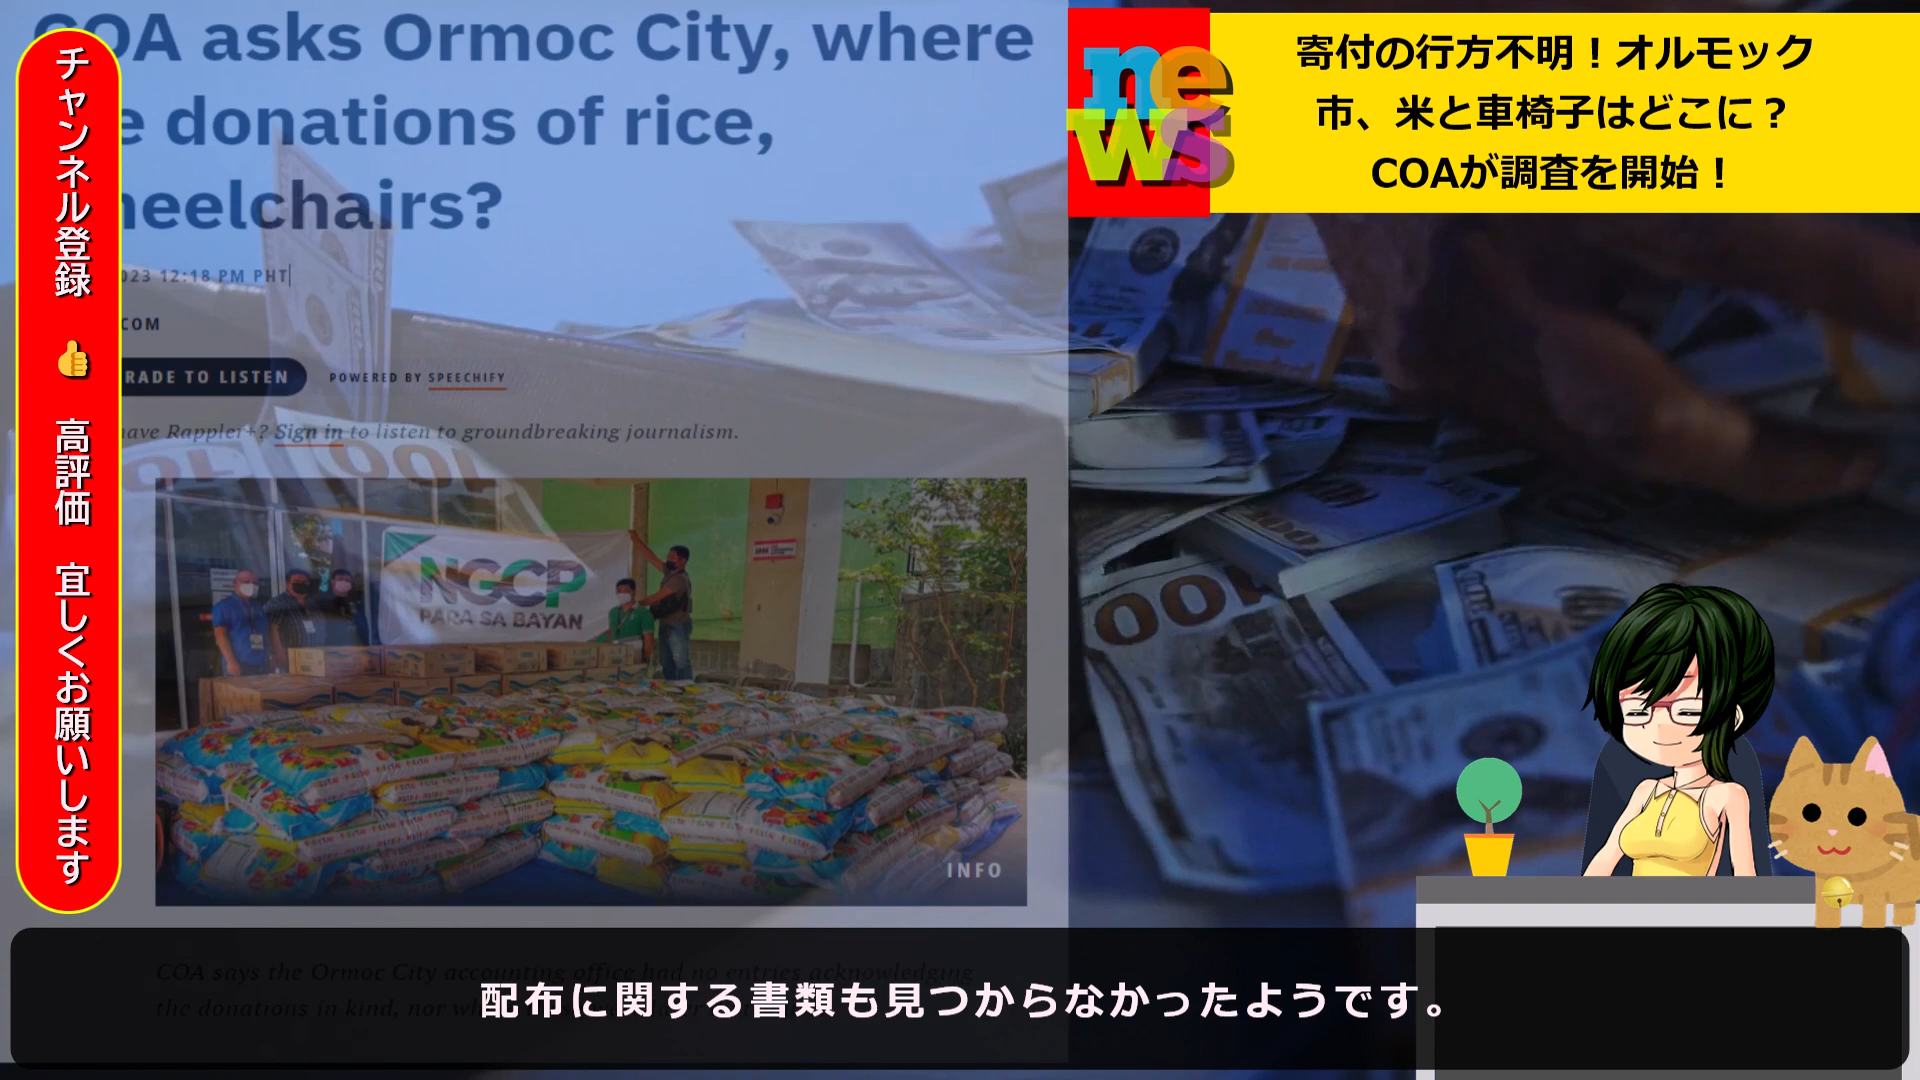 COA asks Ormoc City, where
donations of rice,
wheelchairs?
023 12:18 PM PHT
COM
RADE TO LISTEN
POWERED BY SPEECHIFY
have Rappler+? Sign in to listen to groundbreaking journalism.
NGCP
PARA SA BAYAN
INFO
COA says the Ormoc City accounting office had no entries acknowledging
the donations in kind, nor
チャンネル登録 👍 高評価 宜しくお願いします
news
寄付の行方不明！オルモック
市、米と車椅子はどこに？
COAが調査を開始！
配布に関する書類も見つからなかったようです。